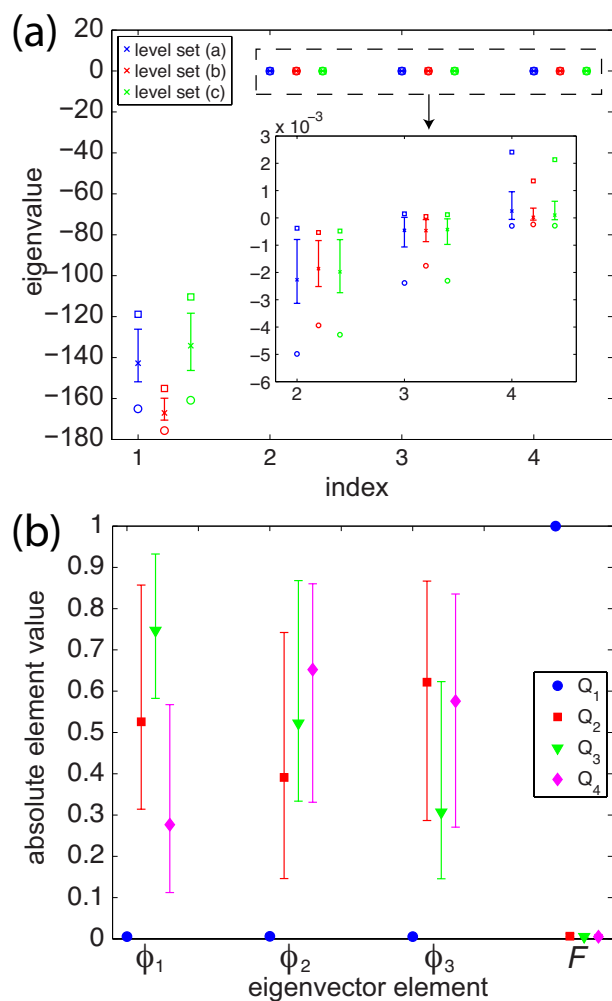 (a)
20
0
−20
−40
−60
−80
−100
−120
−140
−160
−180
eigenvalue
level set (a)
level set (b)
level set (c)
x 10⁻³
3
2
1
0
−1
−2
−3
−4
−5
−6
2
3
4
1
2
3
4
index
(b)
1
0.9
0.8
0.7
0.6
0.5
0.4
0.3
0.2
0.1
0
absolute element value
Q₁
Q₂
Q₃
Q₄
ϕ₁
ϕ₂
ϕ₃
F
eigenvector element